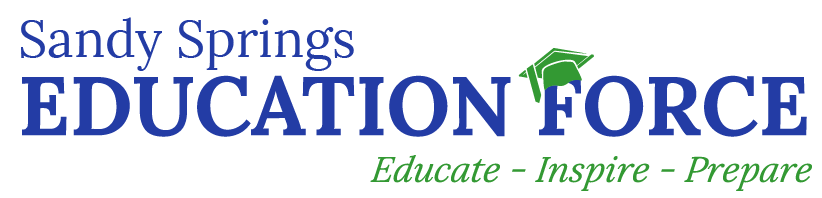 Sandy Springs
EDUCATION FORCE
Educate – Inspire – Prepare